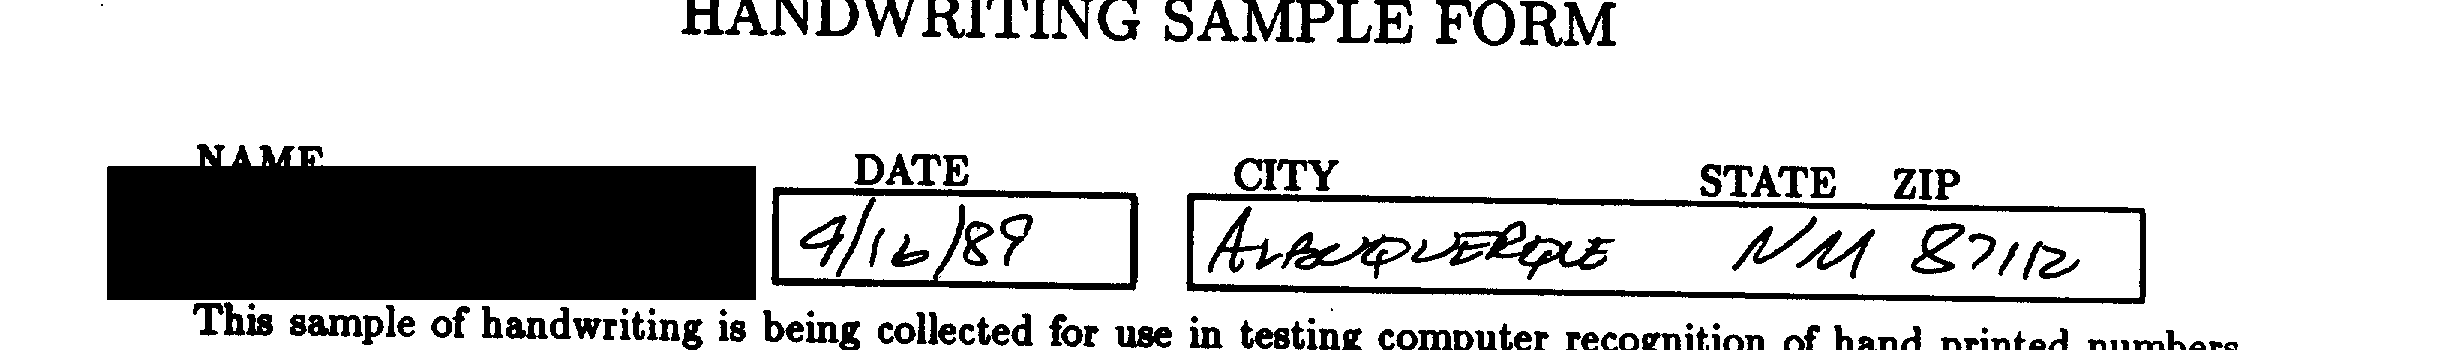 HANDWRITING SAMPLE FORM
NAME
DATE
CITY STATE ZIP
9/16/89
ALBUQUERQUE NM 87112
This sample of handwriting is being collected for use in testing computer recognition of hand printed numbers